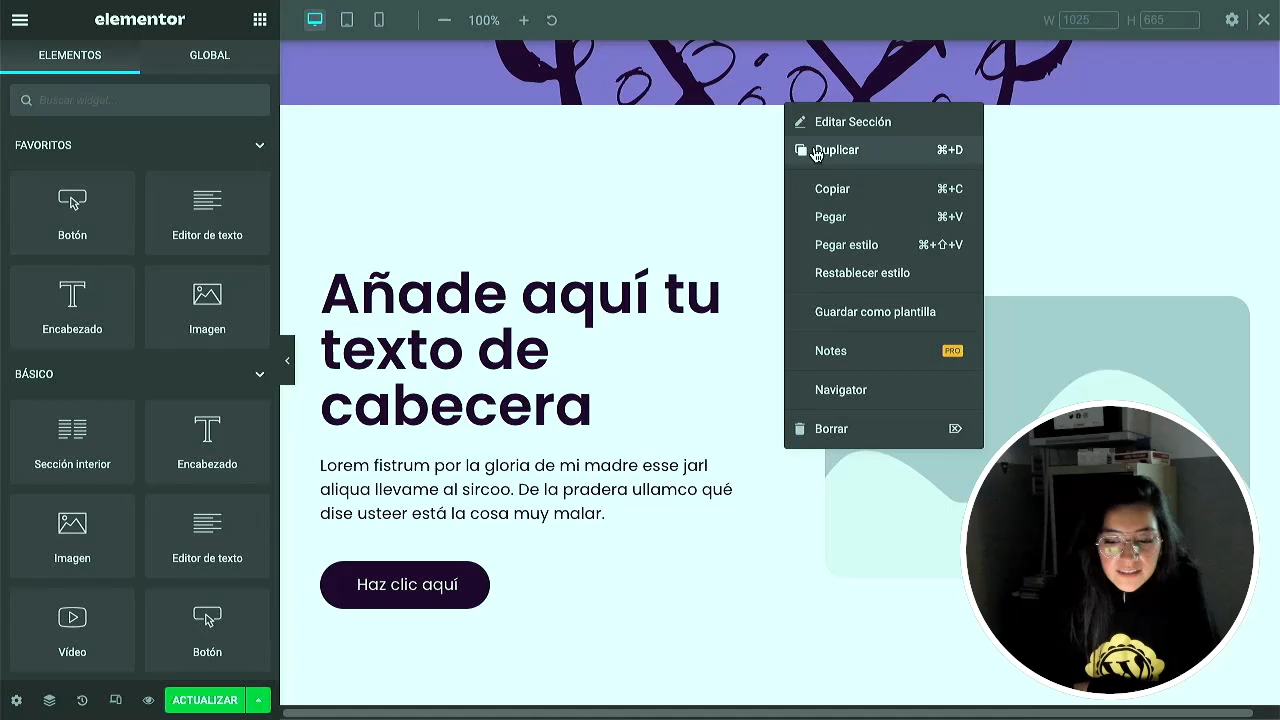 elementor
100%
W 1025 H 665
ELEMENTOS GLOBAL
Buscar widget...
FAVORITOS
Botón Editor de texto
Encabezado Imagen
BÁSICO
Sección Interior Encabezado
Imagen Editor de texto
Vídeo Botón
ACTUALIZAR
Editar Sección
Duplicar ⌘+D
Copiar ⌘+C
Pegar ⌘+V
Pegar estilo ⌘+⇧+V
Restablecer estilo
Guardar como plantilla
Notes PRO
Navigator
Borrar ⌦
Añade aquí tu
texto de
cabecera
Lorem fistrum por la gloria de mi madre esse jarl
aliqua llevame al sircoo. De la pradera ullamco qué
dise usteer está la cosa muy malar.
Haz clic aquí